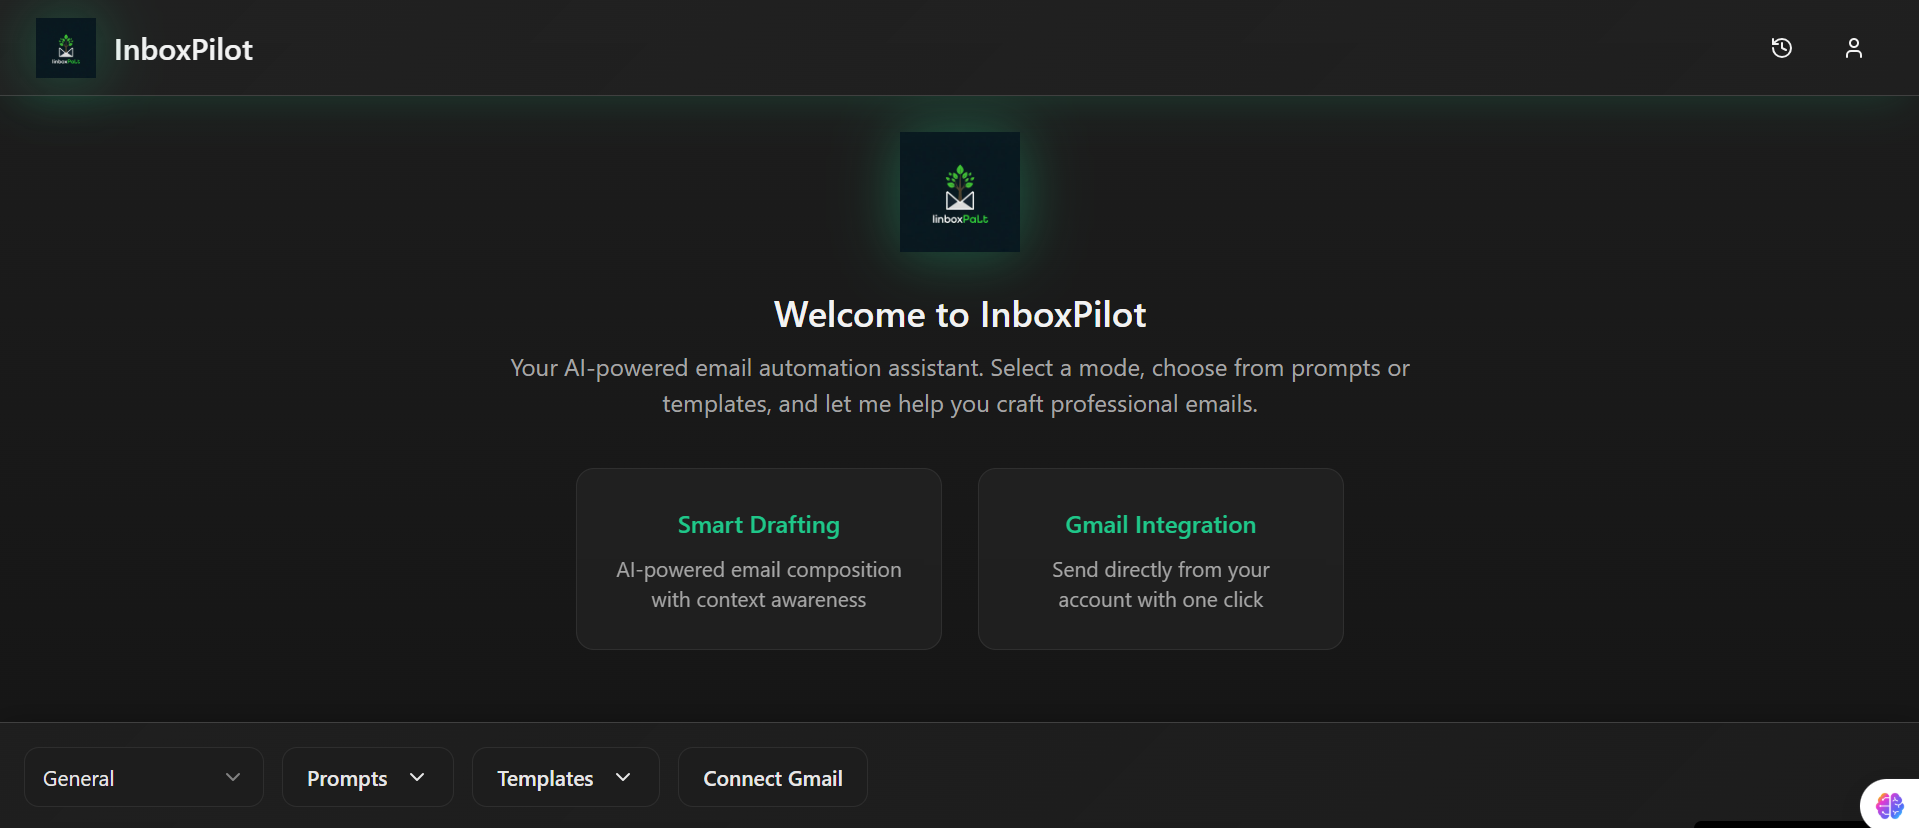 linboxPaLt
InboxPilot
linboxPaLt
Welcome to InboxPilot
Your AI-powered email automation assistant. Select a mode, choose from prompts or
templates, and let me help you craft professional emails.
Smart Drafting
AI-powered email composition
with context awareness
Gmail Integration
Send directly from your
account with one click
General
Prompts
Templates
Connect Gmail